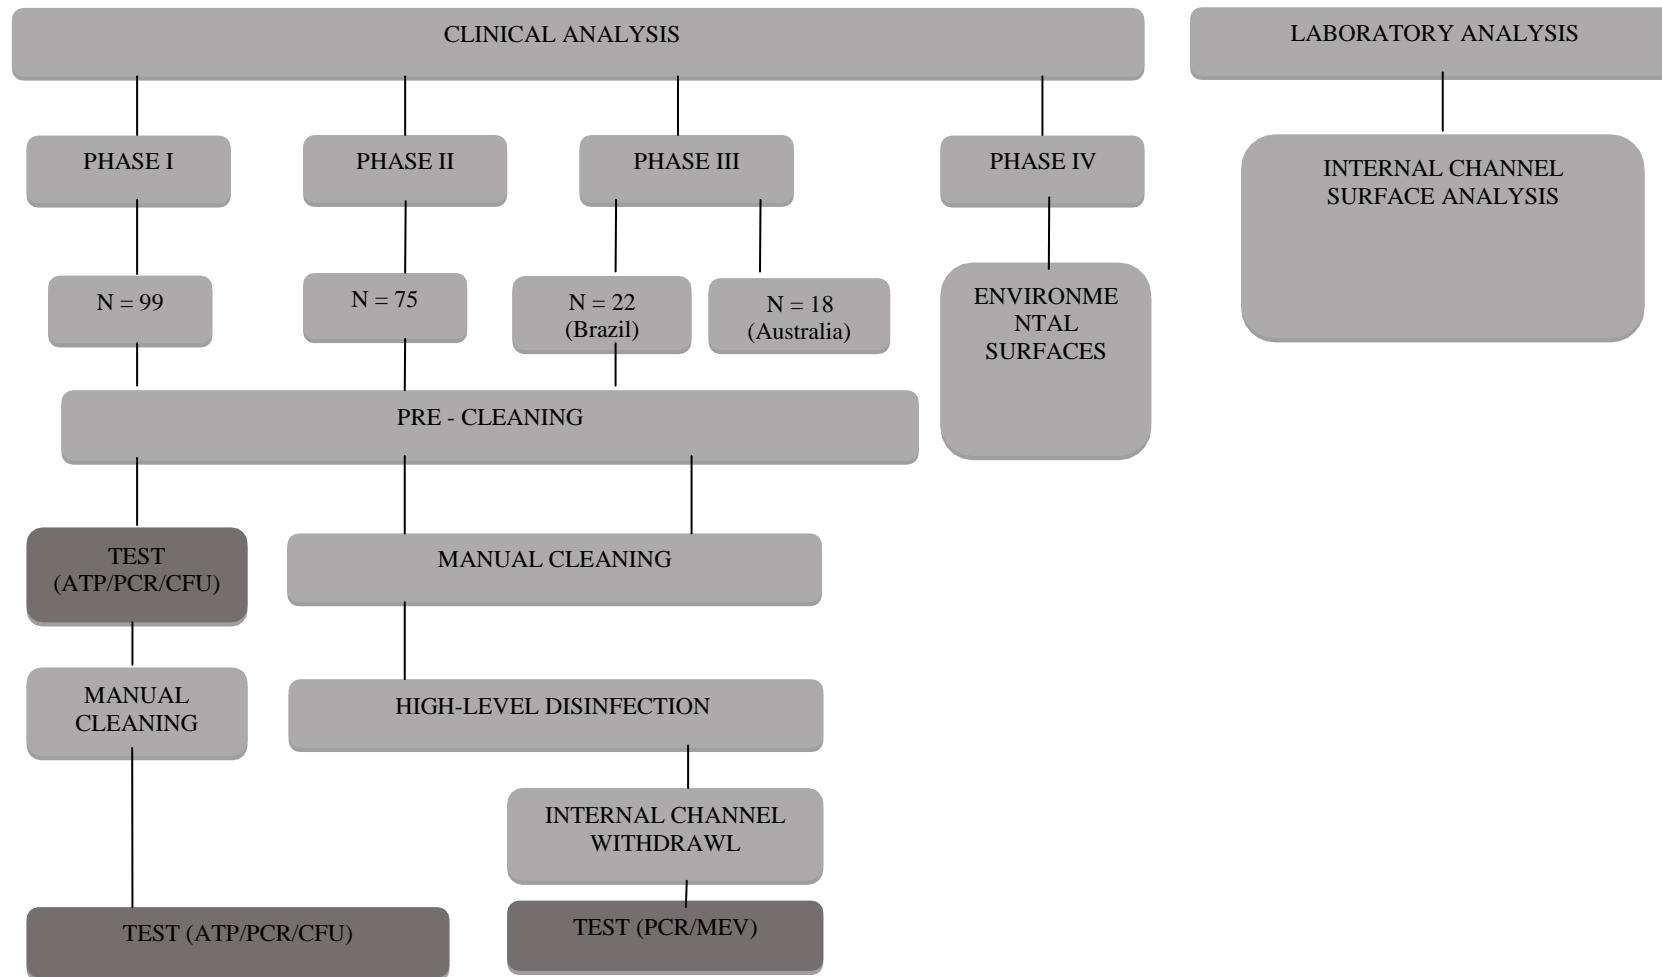 CLINICAL ANALYSIS
LABORATORY ANALYSIS
PHASE I
PHASE II
PHASE III
PHASE IV
INTERNAL CHANNEL
SURFACE ANALYSIS
N = 99
N = 75
N = 22
(Brazil)
N = 18
(Australia)
ENVIRONME
NTAL
SURFACES
PRE - CLEANING
TEST
(ATP/PCR/CFU)
MANUAL CLEANING
MANUAL
CLEANING
HIGH-LEVEL DISINFECTION
INTERNAL CHANNEL
WITHDRAWL
TEST (ATP/PCR/CFU)
TEST (PCR/MEV)